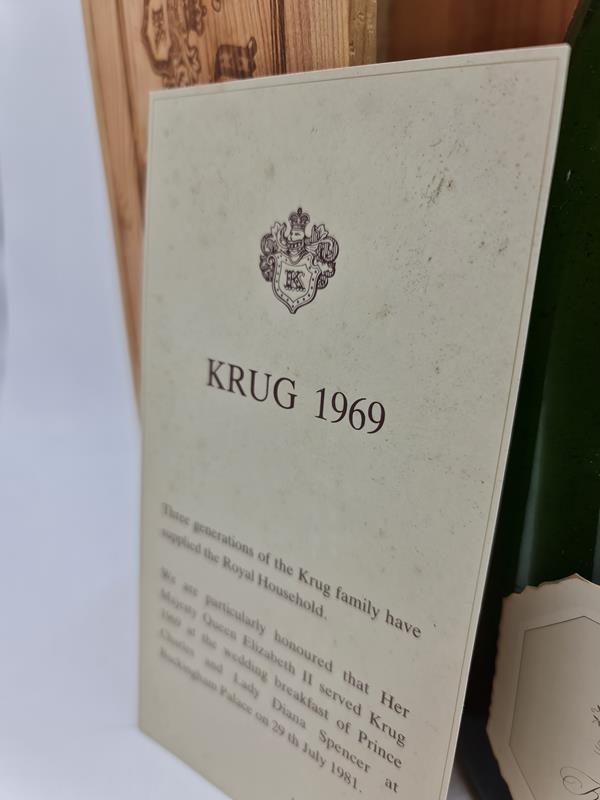 K
KRUG 1969
Three generations of the Krug family have
supplied the Royal Household.
We are particularly honoured that Her
Majesty Queen Elizabeth II served Krug
1969 at the wedding breakfast of Prince
Charles and Lady Diana Spencer at
Buckingham Palace on 29 th July 1981.